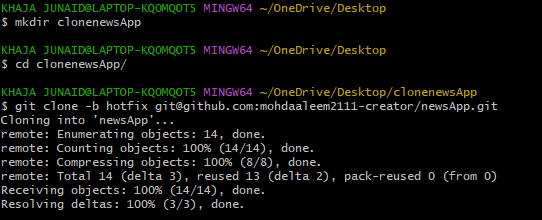 KHAJA JUNAID@LAPTOP-KQOMQOT5 MINGW64 ~/OneDrive/Desktop
$ mkdir clonenewsApp
KHAJA JUNAID@LAPTOP-KQOMQOT5 MINGW64 ~/OneDrive/Desktop
$ cd clonenewsApp/
KHAJA JUNAID@LAPTOP-KQOMQOT5 MINGW64 ~/OneDrive/Desktop/clonenewsApp
$ git clone -b hotfix git@github.com:mohdaaleem2111-creator/newsApp.git
Cloning into 'newsApp'...
remote: Enumerating objects: 14, done.
remote: Counting objects: 100% (14/14), done.
remote: Compressing objects: 100% (8/8), done.
remote: Total 14 (delta 3), reused 13 (delta 2), pack-reused 0 (from 0)
Receiving objects: 100% (14/14), done.
Resolving deltas: 100% (3/3), done.